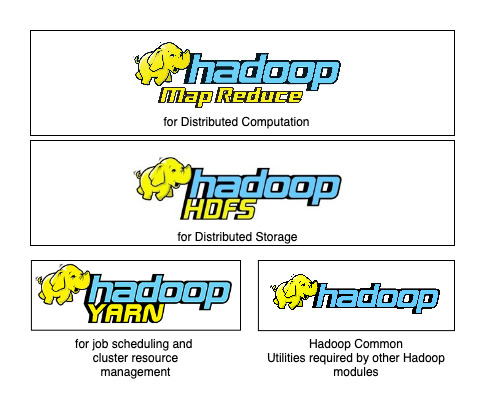 hadoop
Map Reduce
for Distributed Computation
hadoop
HDFS
for Distributed Storage
hadoop
YARN
for job scheduling and
cluster resource
management
hadoop
Hadoop Common
Utilities required by other Hadoop
modules